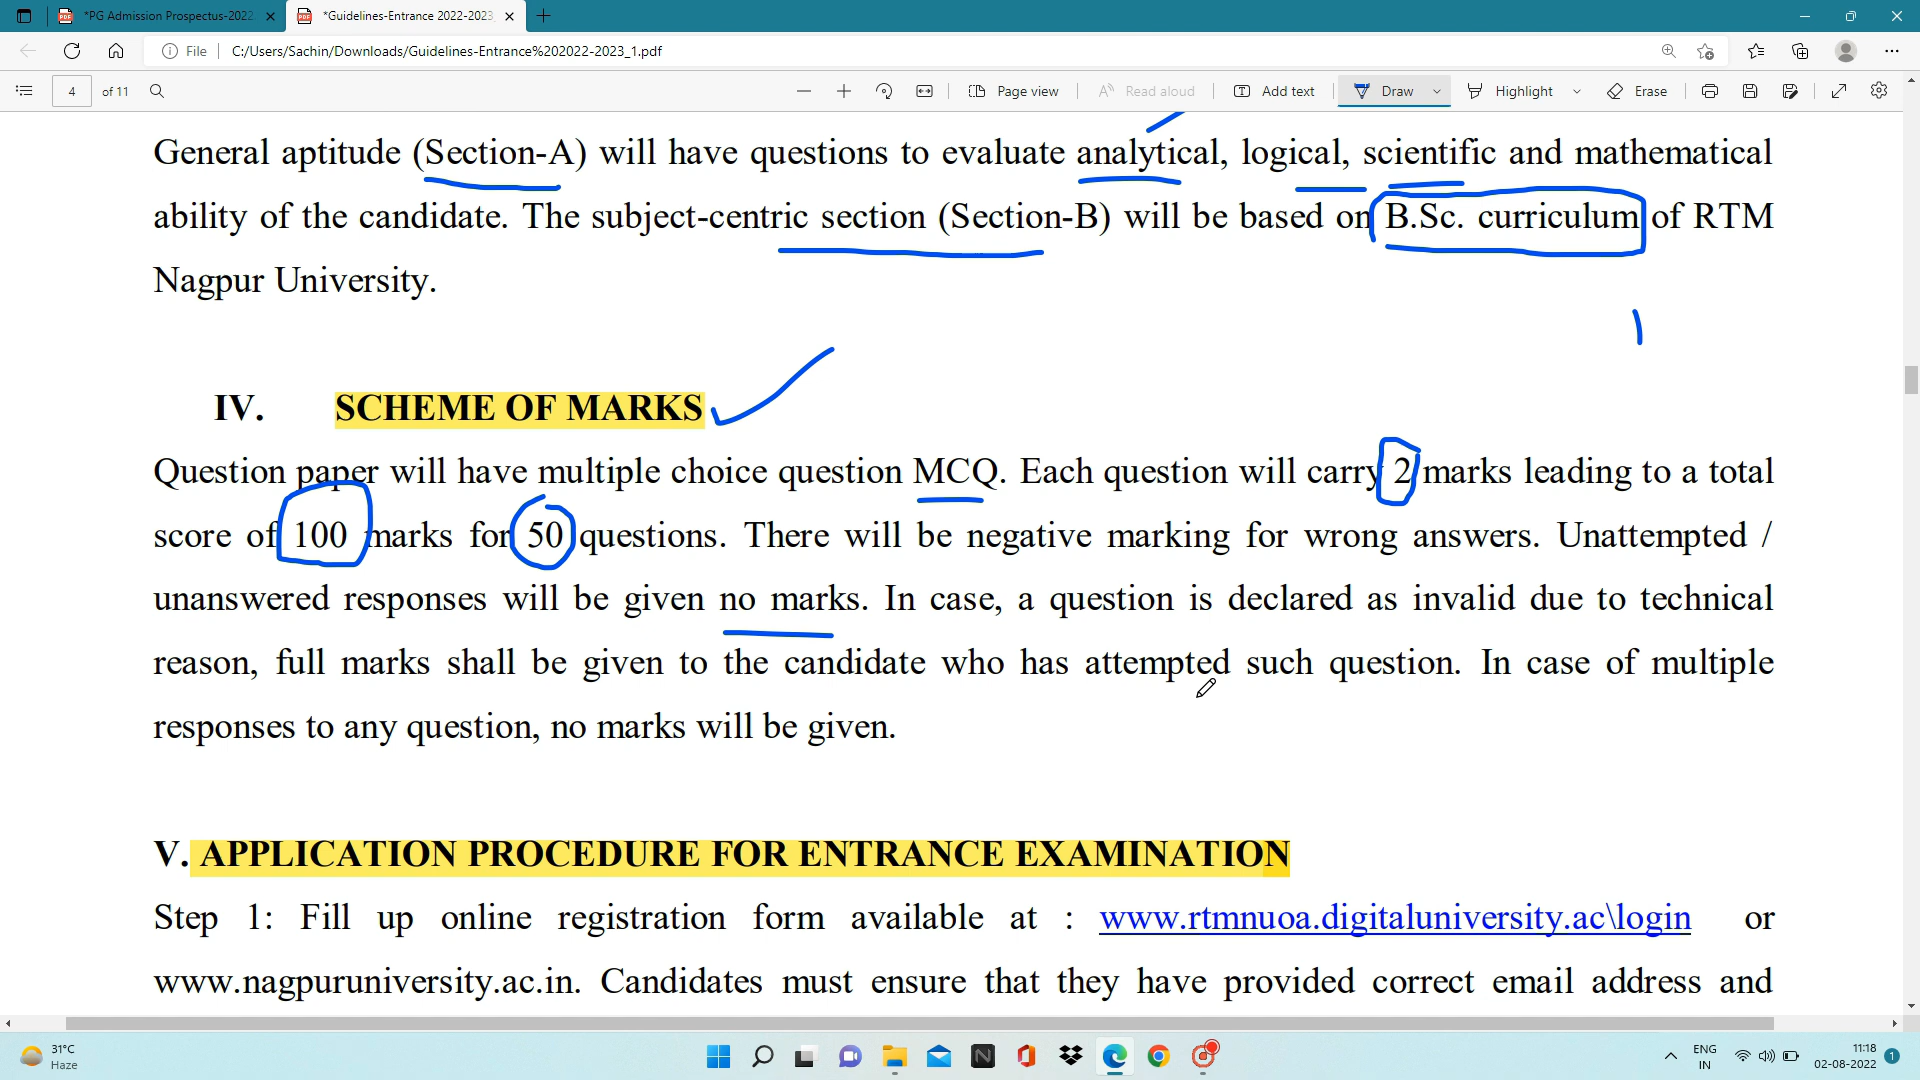 *PG Admission Prospectus-2022
*Guidelines-Entrance 2022-2023
File
C:/Users/Sachin/Downloads/Guidelines-Entrance%202022-2023_1.pdf
4 of 11
Page view
Read aloud
Add text
Draw
Highlight
Erase
General aptitude (Section-A) will have questions to evaluate analytical, logical, scientific and mathematical
ability of the candidate. The subject-centric section (Section-B) will be based on B.Sc. curriculum of RTM
Nagpur University.
IV. SCHEME OF MARKS
Question paper will have multiple choice question MCQ. Each question will carry 2 marks leading to a total
score of 100 marks for 50 questions. There will be negative marking for wrong answers. Unattempted /
unanswered responses will be given no marks. In case, a question is declared as invalid due to technical
reason, full marks shall be given to the candidate who has attempted such question. In case of multiple
responses to any question, no marks will be given.
V. APPLICATION PROCEDURE FOR ENTRANCE EXAMINATION
Step 1: Fill up online registration form available at : www.rtmnuoa.digitaluniversity.ac\login or
www.nagpuruniversity.ac.in. Candidates must ensure that they have provided correct email address and
31°C
Haze
ENG
IN
11:18
02-08-2022
1